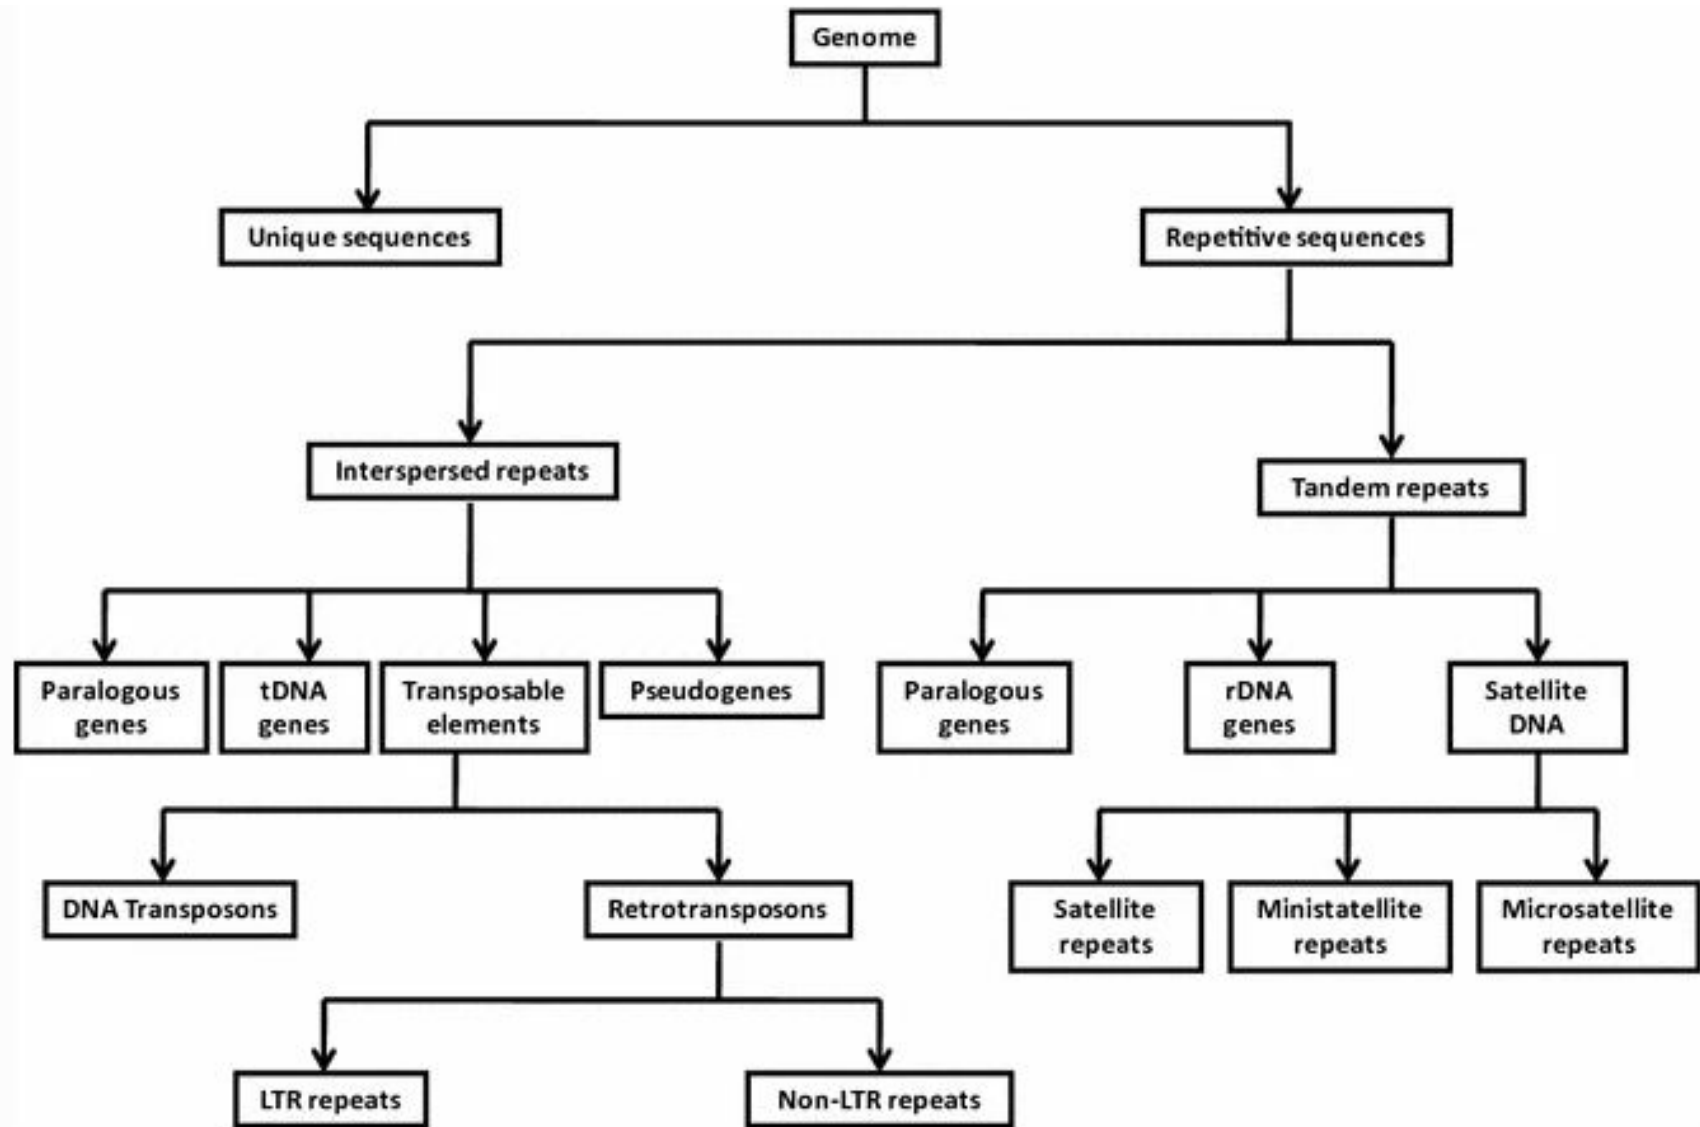 Genome
Unique sequences
Repetitive sequences
Interspersed repeats
Tandem repeats
Paralogous
genes
tDNA
genes
Transposable
elements
Pseudogenes
Paralogous
genes
rDNA
genes
Satellite
DNA
DNA Transposons
Retrotransposons
Satellite
repeats
Ministatellite
repeats
Microsatellite
repeats
LTR repeats
Non-LTR repeats